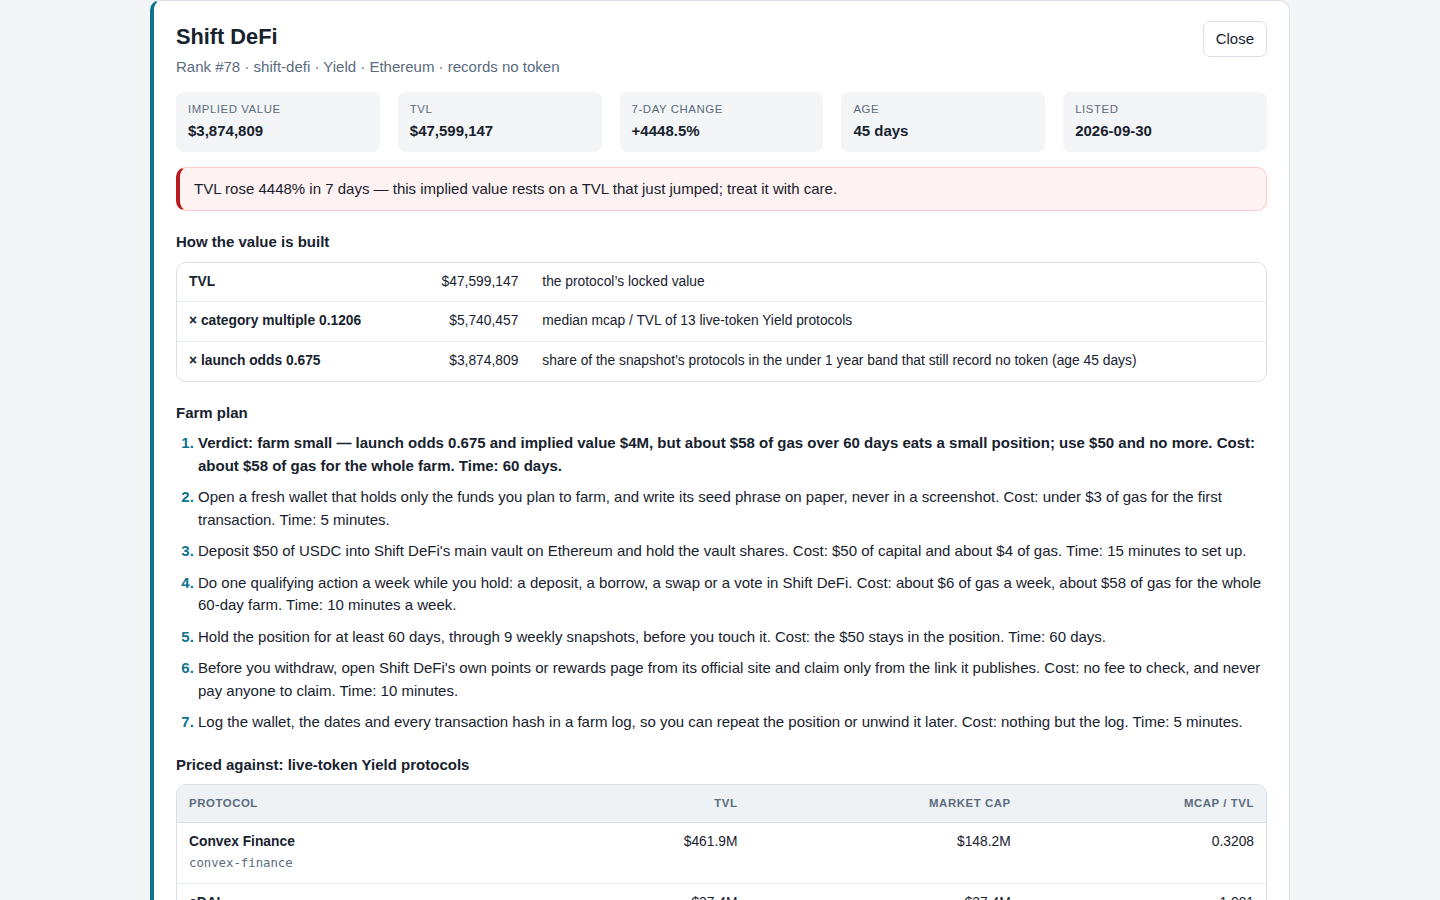 Shift DeFi
Close
Rank #78 · shift-defi · Yield · Ethereum · records no token
IMPLIED VALUE
$3,874,809
TVL
$47,599,147
7-DAY CHANGE
+4448.5%
AGE
45 days
LISTED
2026-09-30
TVL rose 4448% in 7 days — this implied value rests on a TVL that just jumped; treat it with care.
How the value is built
TVL $47,599,147 the protocol’s locked value
× category multiple 0.1206 $5,740,457 median mcap / TVL of 13 live-token Yield protocols
× launch odds 0.675 $3,874,809 share of the snapshot’s protocols in the under 1 year band that still record no token (age 45 days)
Farm plan
1. Verdict: farm small — launch odds 0.675 and implied value $4M, but about $58 of gas over 60 days eats a small position; use $50 and no more. Cost:
about $58 of gas for the whole farm. Time: 60 days.
2. Open a fresh wallet that holds only the funds you plan to farm, and write its seed phrase on paper, never in a screenshot. Cost: under $3 of gas for the first
transaction. Time: 5 minutes.
3. Deposit $50 of USDC into Shift DeFi's main vault on Ethereum and hold the vault shares. Cost: $50 of capital and about $4 of gas. Time: 15 minutes to set up.
4. Do one qualifying action a week while you hold: a deposit, a borrow, a swap or a vote in Shift DeFi. Cost: about $6 of gas a week, about $58 of gas for the whole
60-day farm. Time: 10 minutes a week.
5. Hold the position for at least 60 days, through 9 weekly snapshots, before you touch it. Cost: the $50 stays in the position. Time: 60 days.
6. Before you withdraw, open Shift DeFi's own points or rewards page from its official site and claim only from the link it publishes. Cost: no fee to check, and never
pay anyone to claim. Time: 10 minutes.
7. Log the wallet, the dates and every transaction hash in a farm log, so you can repeat the position or unwind it later. Cost: nothing but the log. Time: 5 minutes.
Priced against: live-token Yield protocols
PROTOCOL TVL MARKET CAP MCAP / TVL
Convex Finance $461.9M $148.2M 0.3208
convex-finance